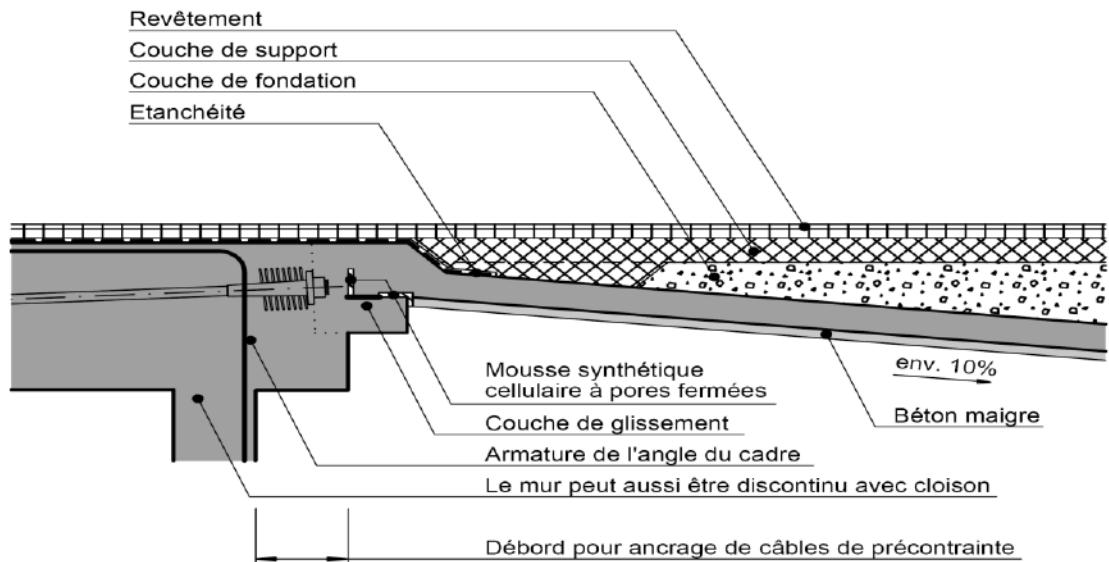 Revêtement
Couche de support
Couche de fondation
Etanchéité
env. 10%
Mousse synthétique
cellulaire à pores fermées
Béton maigre
Couche de glissement
Armature de l'angle du cadre
Le mur peut aussi être discontinu avec cloison
Débord pour ancrage de câbles de précontrainte